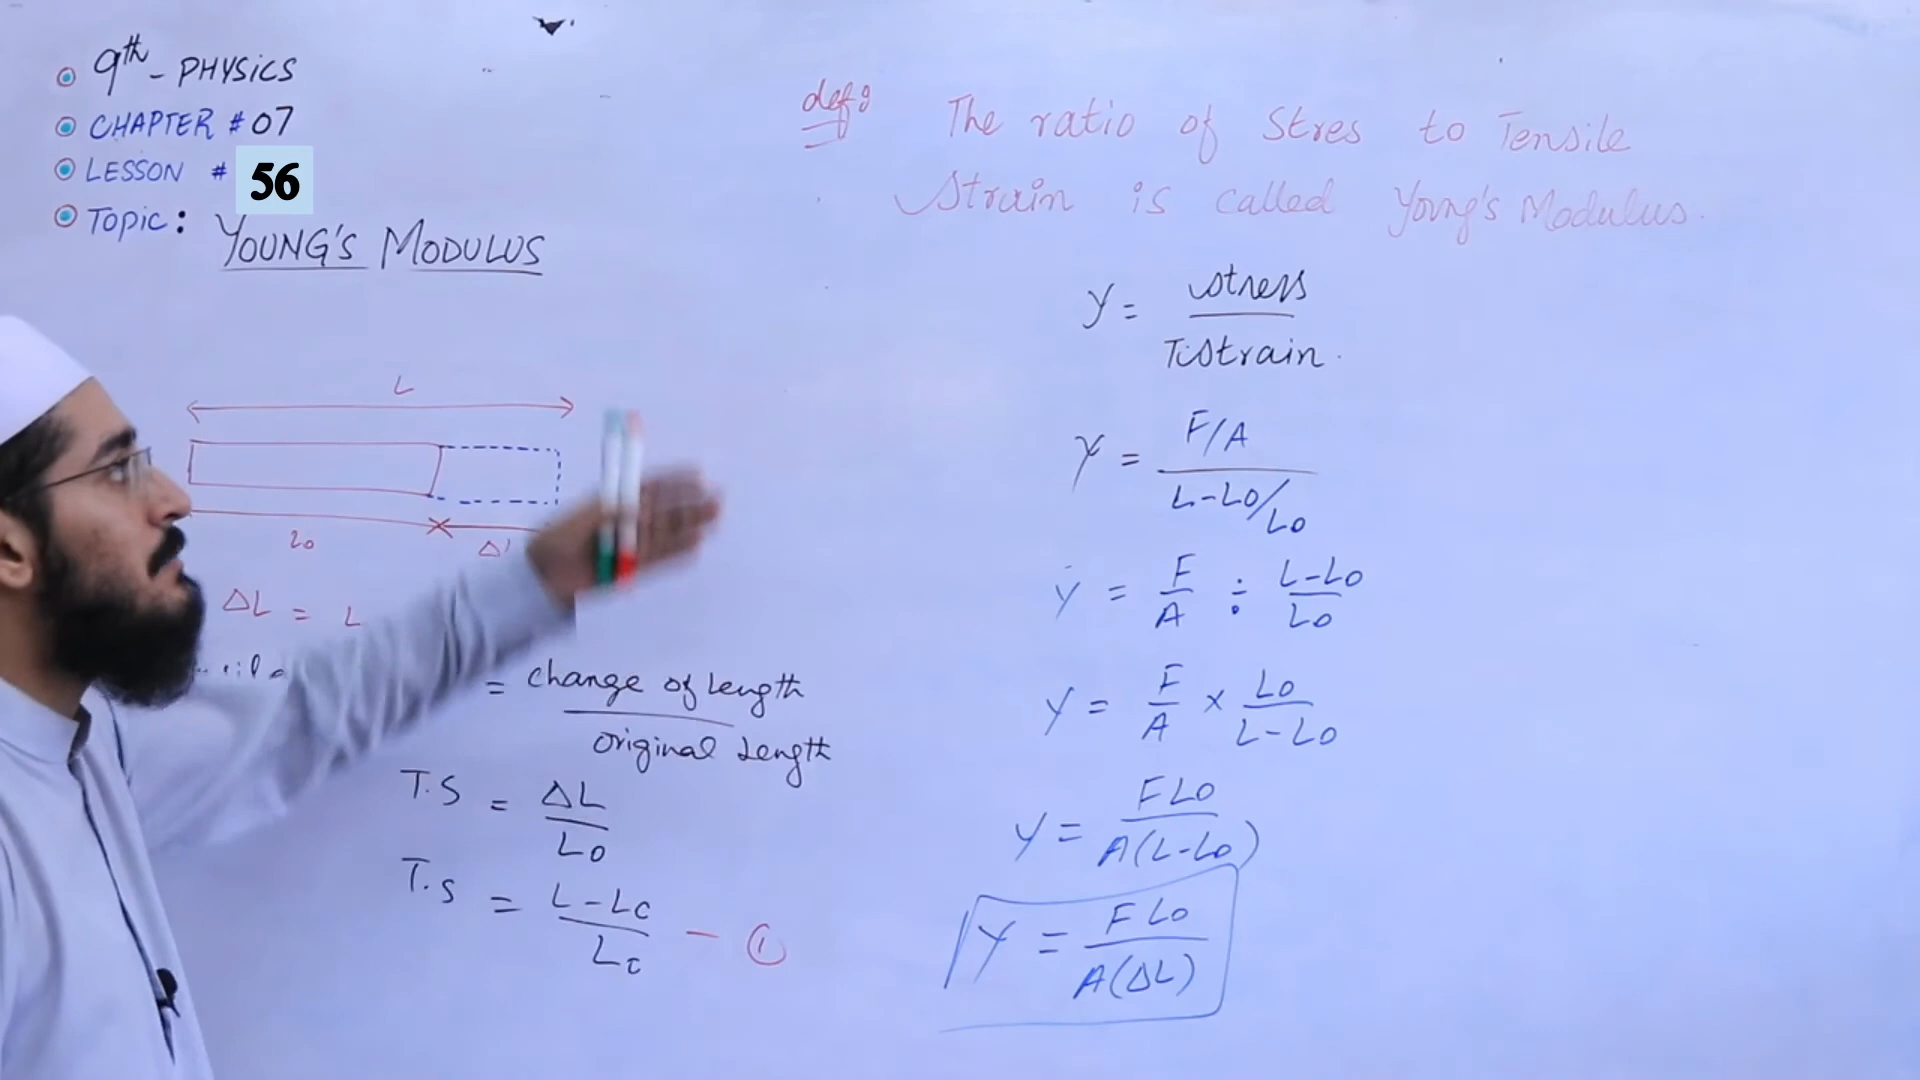 9th - PHYSICS
CHAPTER # 07
LESSON # 56
Topic: YOUNG'S MODULUS
def: The ratio of Stres to Tensile
Strain is called Young's Modulus.
Y = stress / T.Strain.
Y = F/A / L-Lo/Lo
Y = F/A ÷ L-Lo/Lo
Y = F/A × Lo/L-Lo
Y = FLo / A(L-Lo)
Y = FLo / A(ΔL)
L
Lo
ΔL = L
= change of Length
original Length
T.S = ΔL / Lo
T.S = L-Lo / Lo - 1